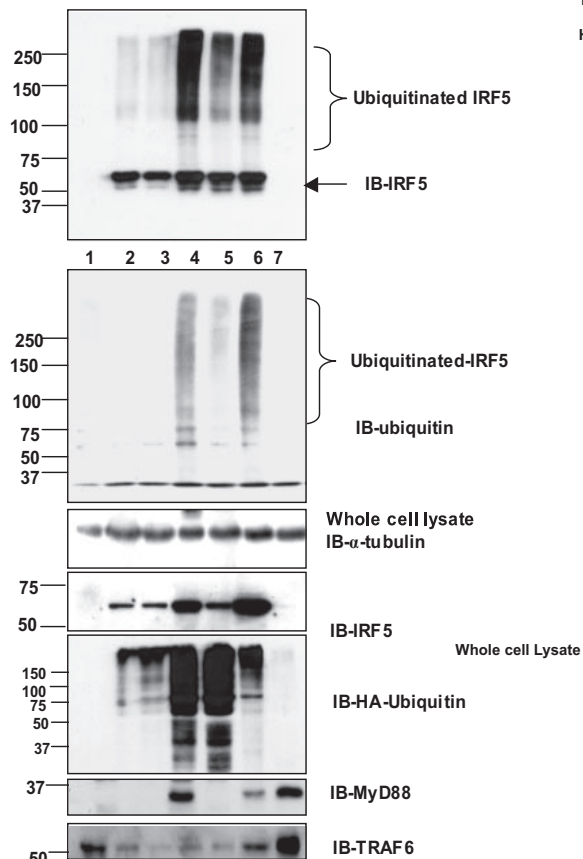 250
150
100
75
50
37
Ubiquitinated IRF5
IB-IRF5
1 2 3 4 5 6 7
250
150
100
75
50
37
Ubiquitinated-IRF5
IB-ubiquitin
Whole cell lysate
IB-α-tubulin
75
50
IB-IRF5
Whole cell Lysate
150
100
75
50
37
IB-HA-Ubiquitin
37
IB-MyD88
50
IB-TRAF6